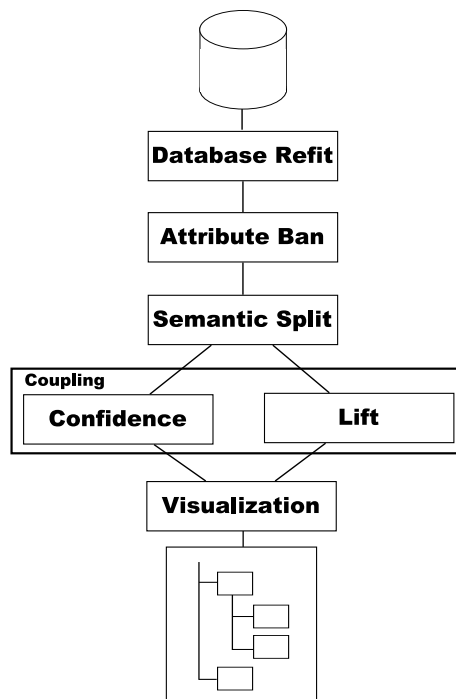 Database Refit
Attribute Ban
Semantic Split
Coupling
Confidence
Lift
Visualization